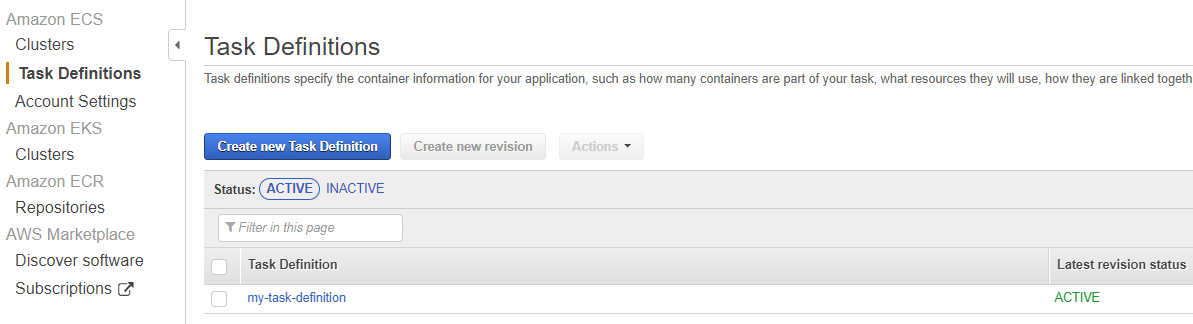 Amazon ECS
Clusters
Task Definitions
Account Settings
Amazon EKS
Clusters
Amazon ECR
Repositories
AWS Marketplace
Discover software
Subscriptions
Task Definitions
Task definitions specify the container information for your application, such as how many containers are part of your task, what resources they will use, how they are linked togeth
Create new Task Definition
Create new revision
Actions
Status: ACTIVE INACTIVE
Filter in this page
Task Definition
Latest revision status
my-task-definition
ACTIVE